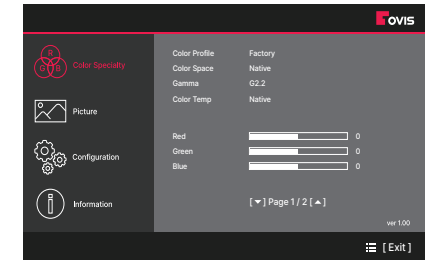 TOVIS
R
G B
Color Specialty
Picture
Configuration
Information
Color Profile Factory
Color Space Native
Gamma G2.2
Color Temp Native
Red 0
Green 0
Blue 0
[▼] Page 1 / 2 [▲]
ver 1.00
[ Exit ]